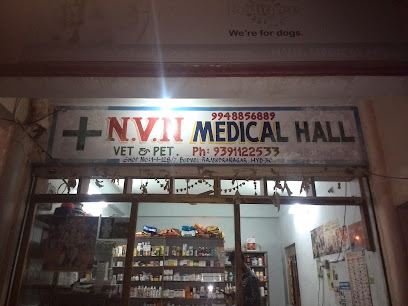 We're for dogs.
9948856889
N.V.N MEDICAL HALL
VET & PET Ph: 9391122533